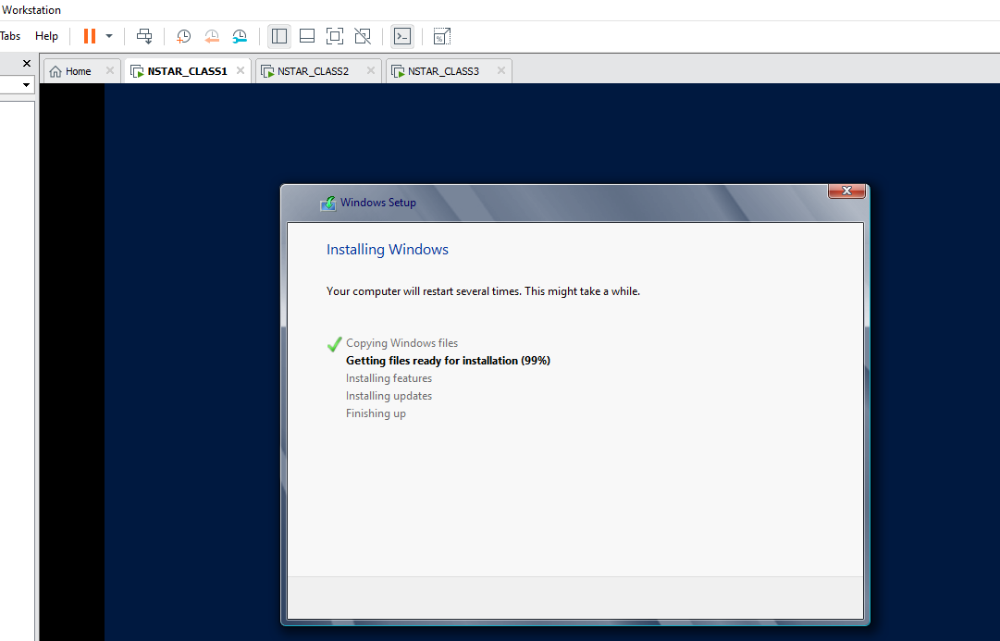 Workstation
Tabs Help
Home NSTAR_CLASS1 NSTAR_CLASS2 NSTAR_CLASS3
Windows Setup
Installing Windows
Your computer will restart several times. This might take a while.
Copying Windows files
Getting files ready for installation (99%)
Installing features
Installing updates
Finishing up